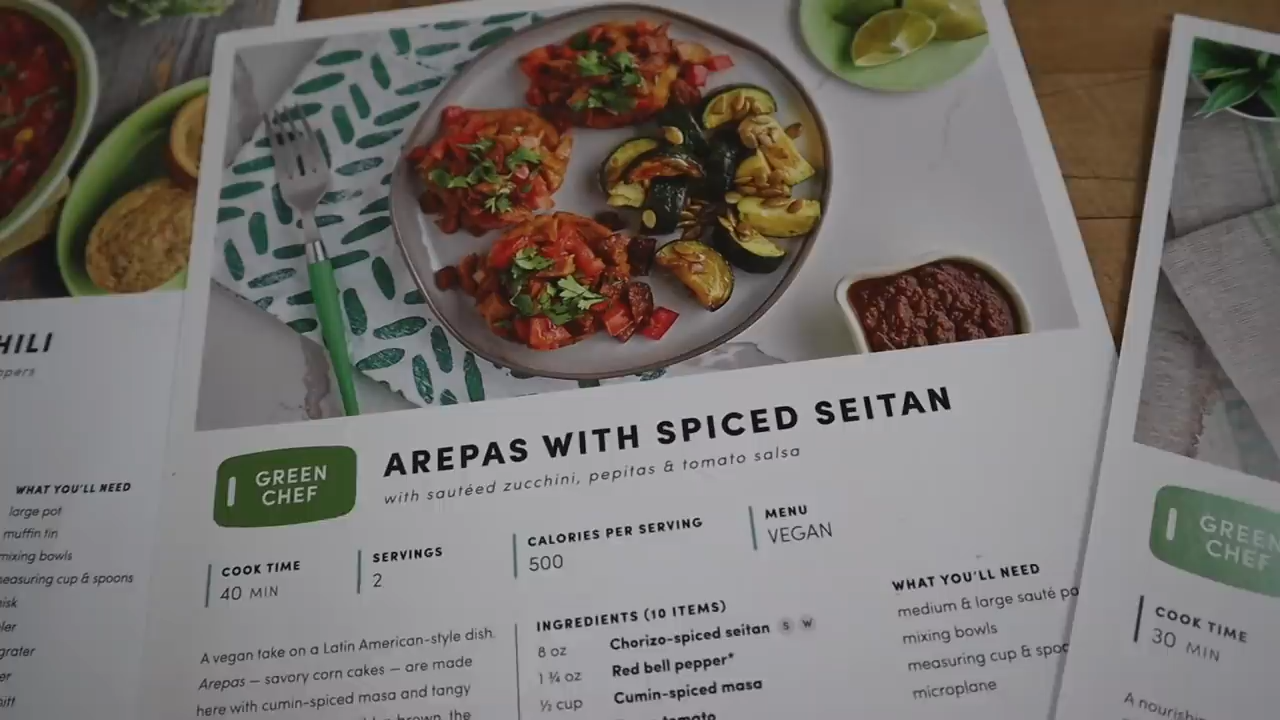 HILI
WHAT YOU'LL NEED
large pot
muffin tin
mixing bowls
measuring cup & spoons
grater
GREEN
CHEF
AREPAS WITH SPICED SEITAN
with sautéed zucchini, pepitas & tomato salsa
COOK TIME
40 MIN
SERVINGS
2
CALORIES PER SERVING
500
MENU
VEGAN
A vegan take on a Latin American-style dish.
Arepas — savory corn cakes — are made
here with cumin-spiced masa and tangy
brown, the
INGREDIENTS (10 ITEMS)
8 oz Chorizo-spiced seitan S W
1 ¾ oz Red bell pepper*
½ cup Cumin-spiced masa
tomato
WHAT YOU'LL NEED
medium & large sauté pa
mixing bowls
measuring cup & spoo
microplane
GREEN
CHEF
COOK TIME
30 MIN
A nourishin